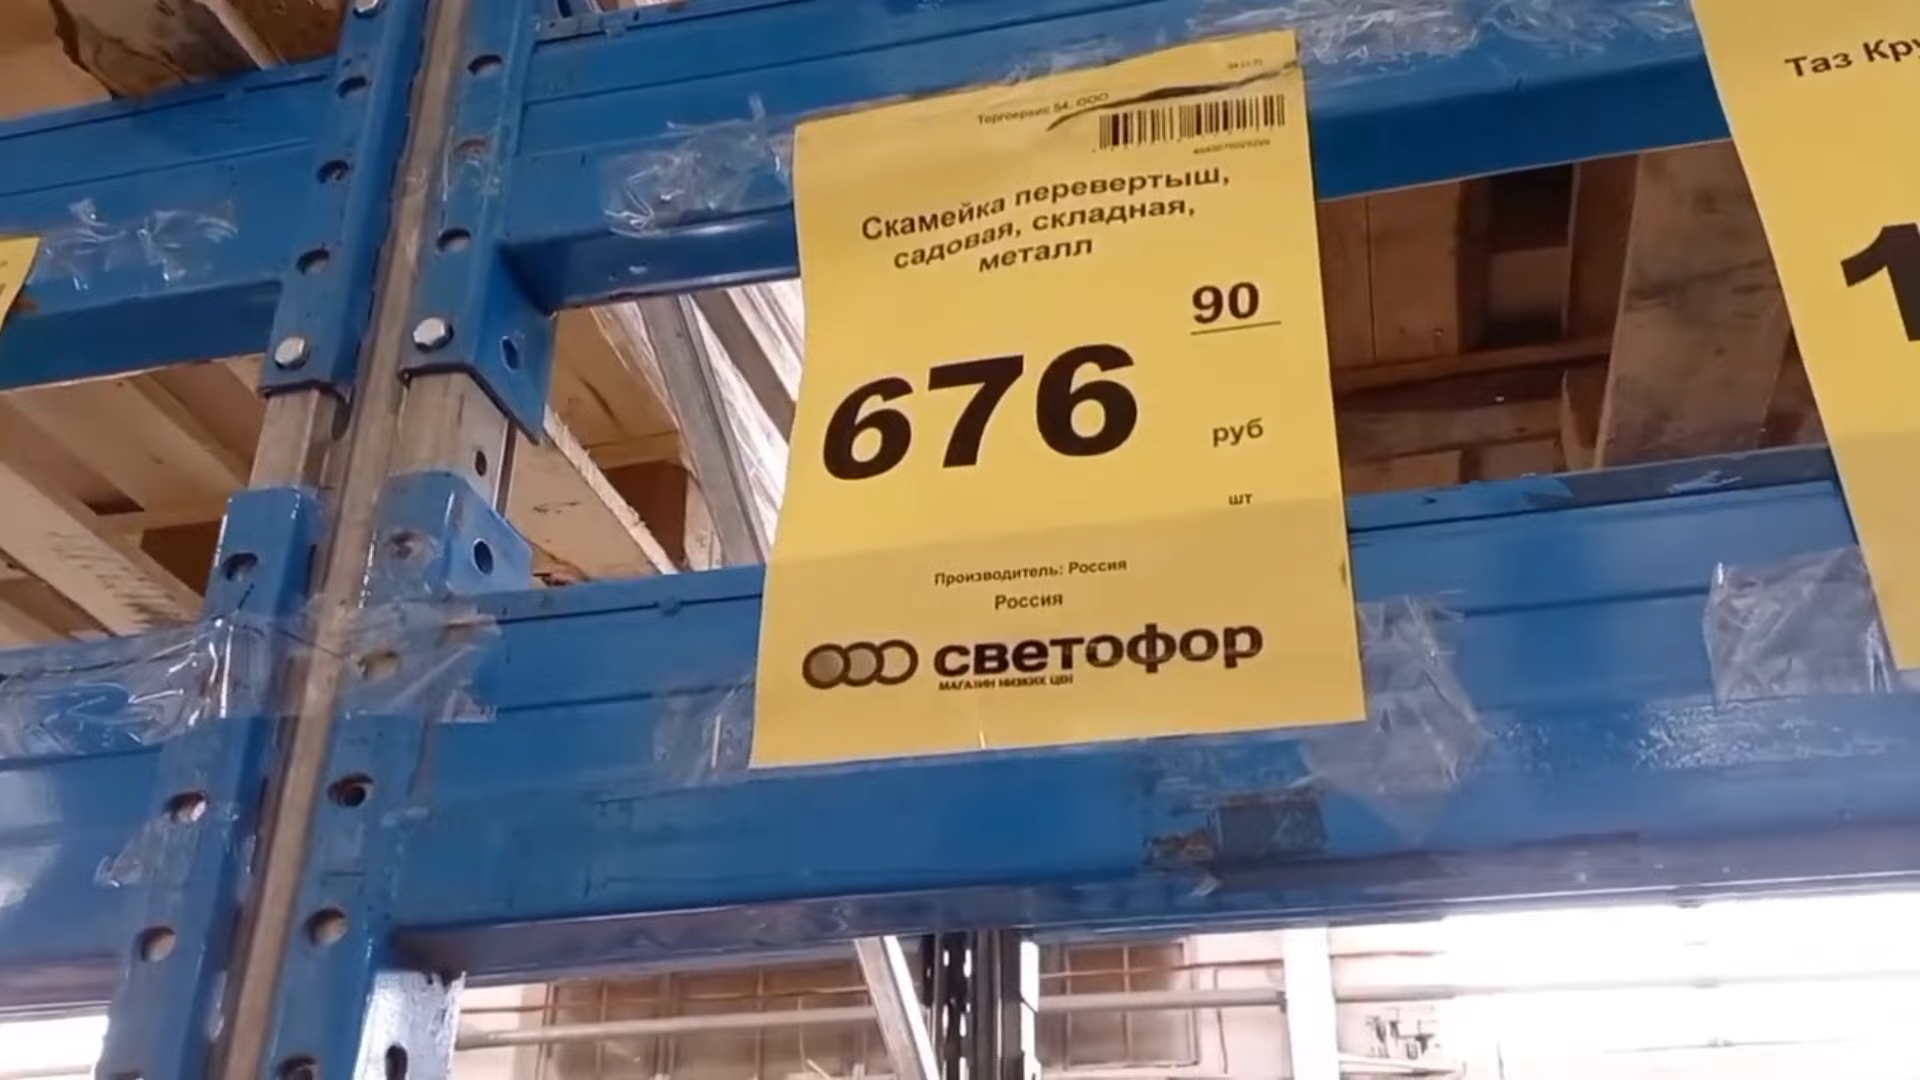 Торгсервис 54, ООО
Скамейка перевертыш,
садовая, складная,
металл
90
676
руб
шт
Производитель: Россия
Россия
светофор
МАГАЗИН НИЗКИХ ЦЕН
Таз
1